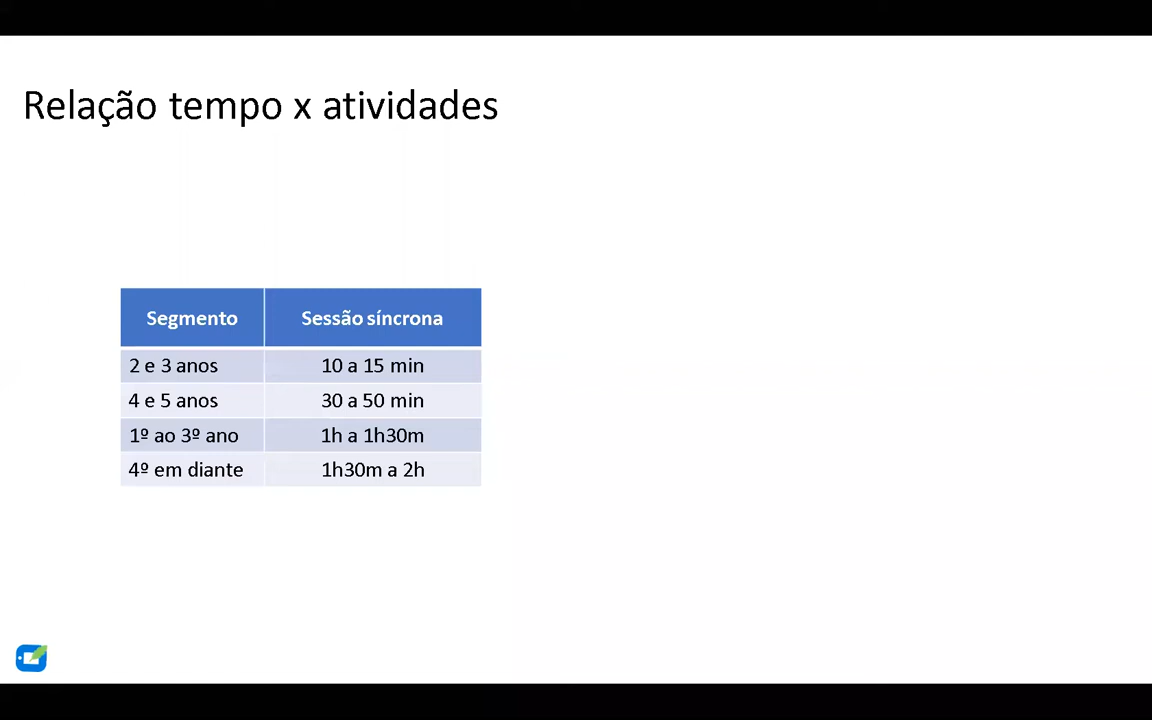 Relação tempo x atividades
Segmento Sessão síncrona
2 e 3 anos 10 a 15 min
4 e 5 anos 30 a 50 min
1º ao 3º ano 1h a 1h30m
4º em diante 1h30m a 2h